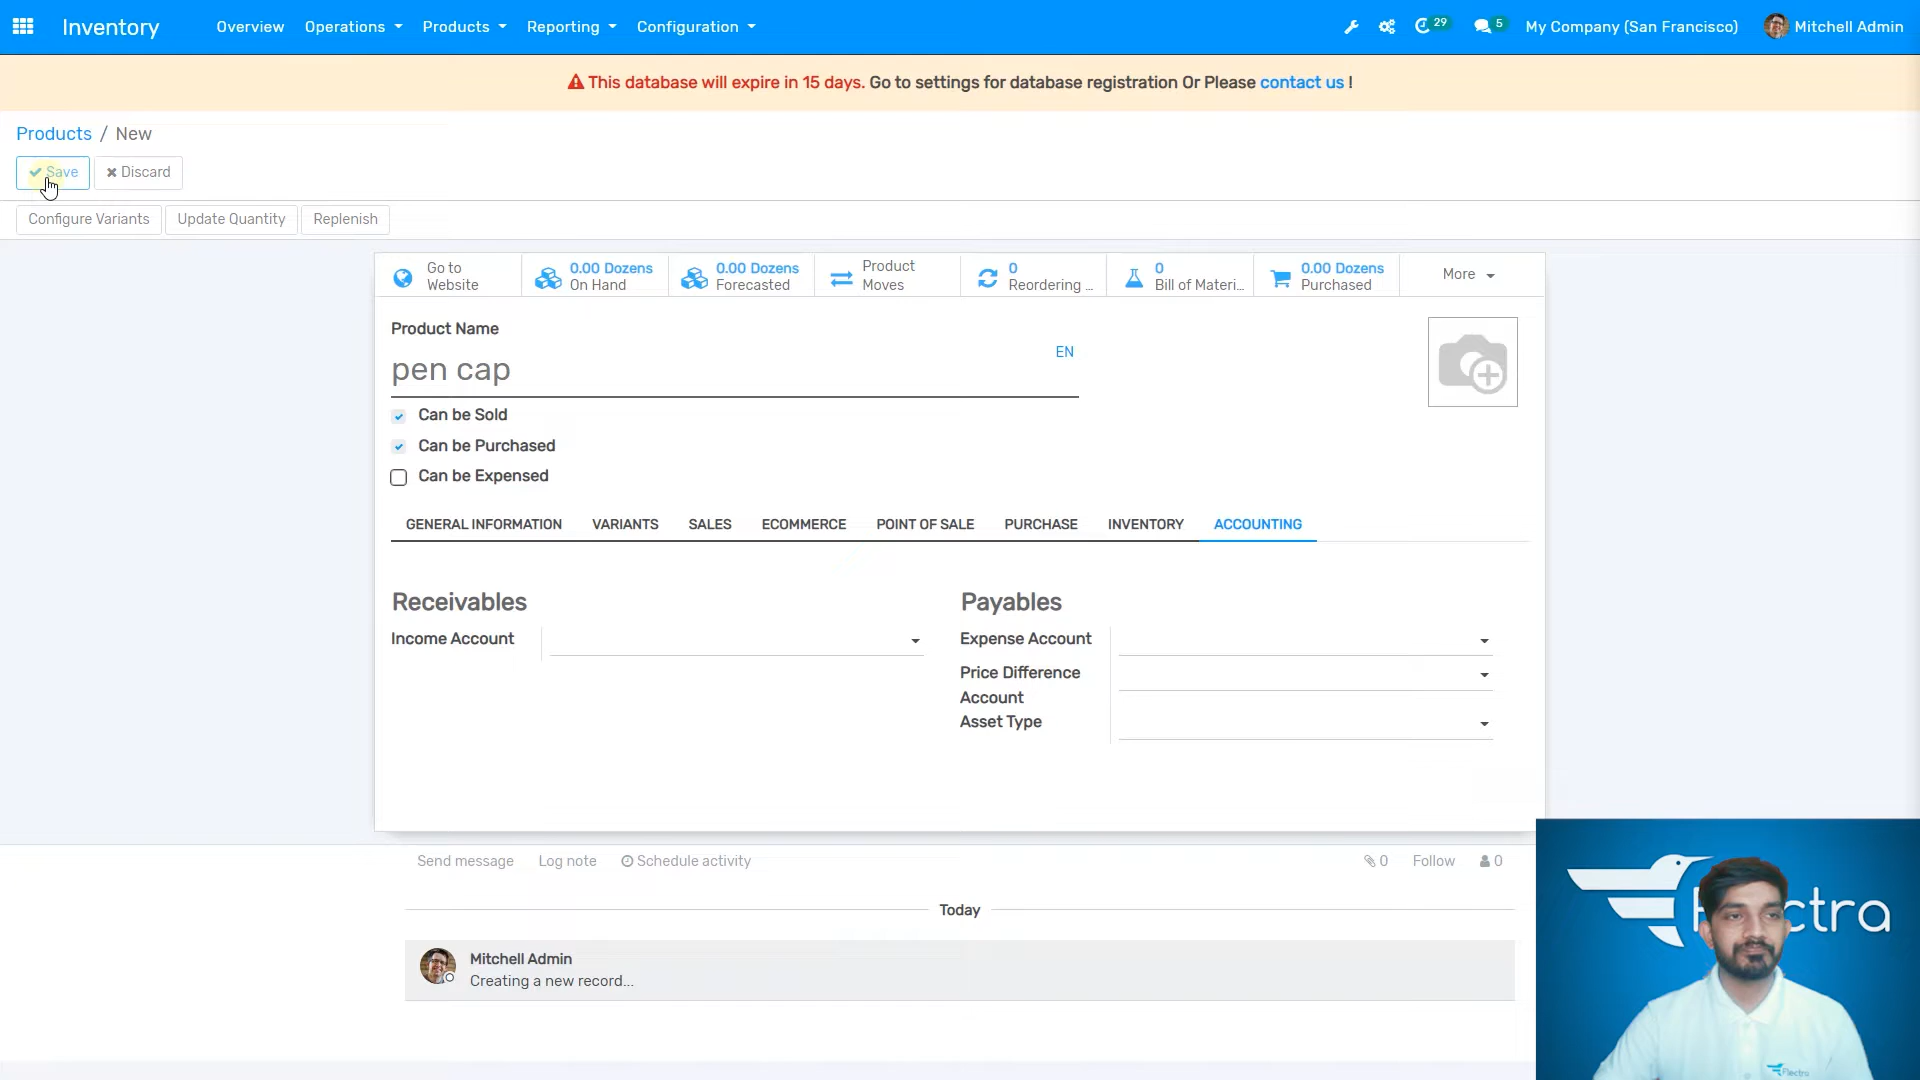 Inventory
Overview
Operations
Products
Reporting
Configuration
29
5
My Company (San Francisco)
Mitchell Admin
This database will expire in 15 days. Go to settings for database registration Or Please contact us !
Products / New
Save
Discard
Configure Variants
Update Quantity
Replenish
Go to
Website
0.00 Dozens
On Hand
0.00 Dozens
Forecasted
Product
Moves
0
Reordering ...
0
Bill of Materi...
0.00 Dozens
Purchased
More
Product Name
pen cap
EN
Can be Sold
Can be Purchased
Can be Expensed
GENERAL INFORMATION
VARIANTS
SALES
ECOMMERCE
POINT OF SALE
PURCHASE
INVENTORY
ACCOUNTING
Receivables
Income Account
Payables
Expense Account
Price Difference
Account
Asset Type
Send message
Log note
Schedule activity
0
Follow
0
Today
Mitchell Admin
Creating a new record...
Flectra